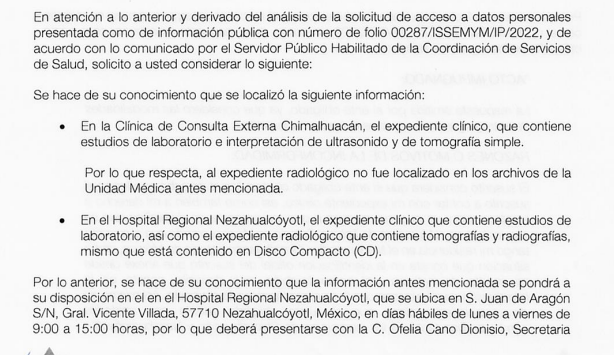 En atención a lo anterior y derivado del análisis de la solicitud de acceso a datos personales
presentada como de información pública con número de folio 00287/ISSEMYM/IP/2022, y de
acuerdo con lo comunicado por el Servidor Público Habilitado de la Coordinación de Servicios
de Salud, solicito a usted considerar lo siguiente:
Se hace de su conocimiento que se localizó la siguiente información:
• En la Clínica de Consulta Externa Chimalhuacán, el expediente clínico, que contiene
estudios de laboratorio e interpretación de ultrasonido y de tomografía simple.
Por lo que respecta, al expediente radiológico no fue localizado en los archivos de la
Unidad Médica antes mencionada.
• En el Hospital Regional Nezahualcóyotl, el expediente clínico que contiene estudios de
laboratorio, así como el expediente radiológico que contiene tomografías y radiografías,
mismo que está contenido en Disco Compacto (CD).
Por lo anterior, se hace de su conocimiento que la información antes mencionada se pondrá a
su disposición en el en el Hospital Regional Nezahualcóyotl, que se ubica en S. Juan de Aragón
S/N, Gral. Vicente Villada, 57710 Nezahualcóyotl, México, en días hábiles de lunes a viernes de
9:00 a 15:00 horas, por lo que deberá presentarse con la C. Ofelia Cano Dionisio, Secretaria